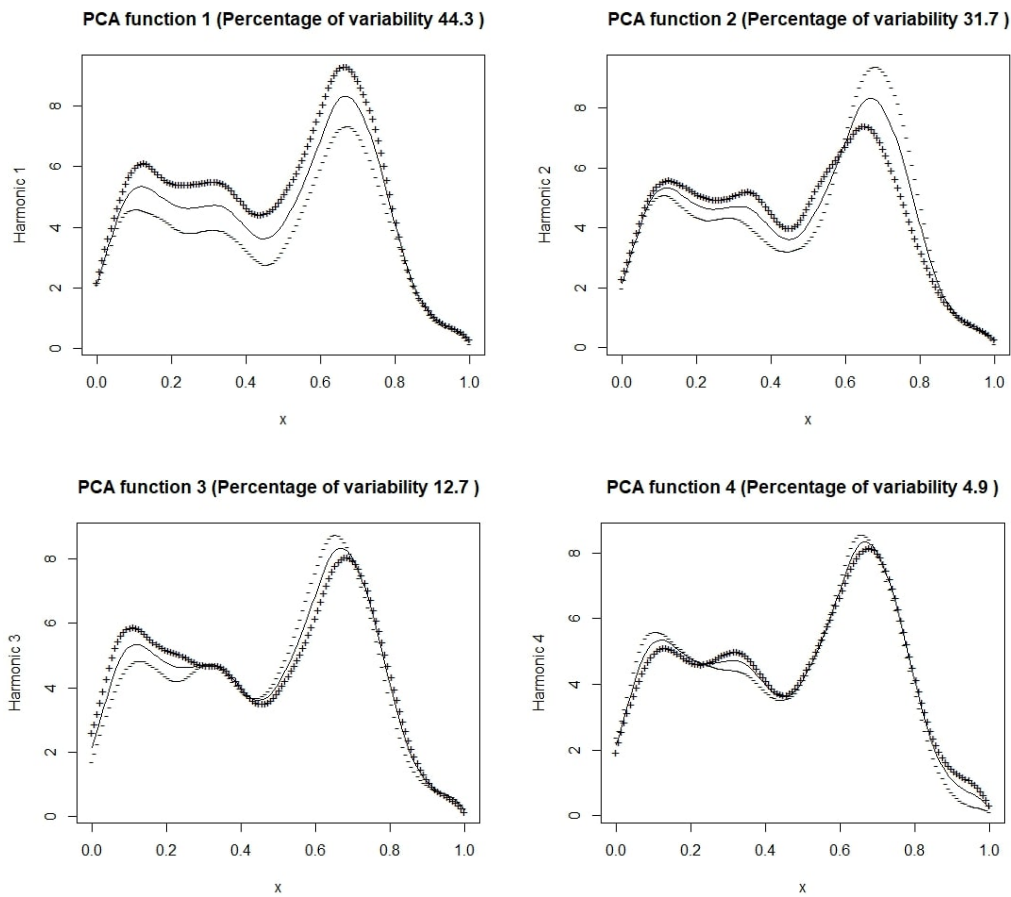 PCA function 1 (Percentage of variability 44.3 )
Harmonic 1
8
6
4
2
0
0.0 0.2 0.4 0.6 0.8 1.0
x
PCA function 2 (Percentage of variability 31.7 )
Harmonic 2
8
6
4
2
0
0.0 0.2 0.4 0.6 0.8 1.0
x
PCA function 3 (Percentage of variability 12.7 )
Harmonic 3
8
6
4
2
0
0.0 0.2 0.4 0.6 0.8 1.0
x
PCA function 4 (Percentage of variability 4.9 )
Harmonic 4
8
6
4
2
0
0.0 0.2 0.4 0.6 0.8 1.0
x